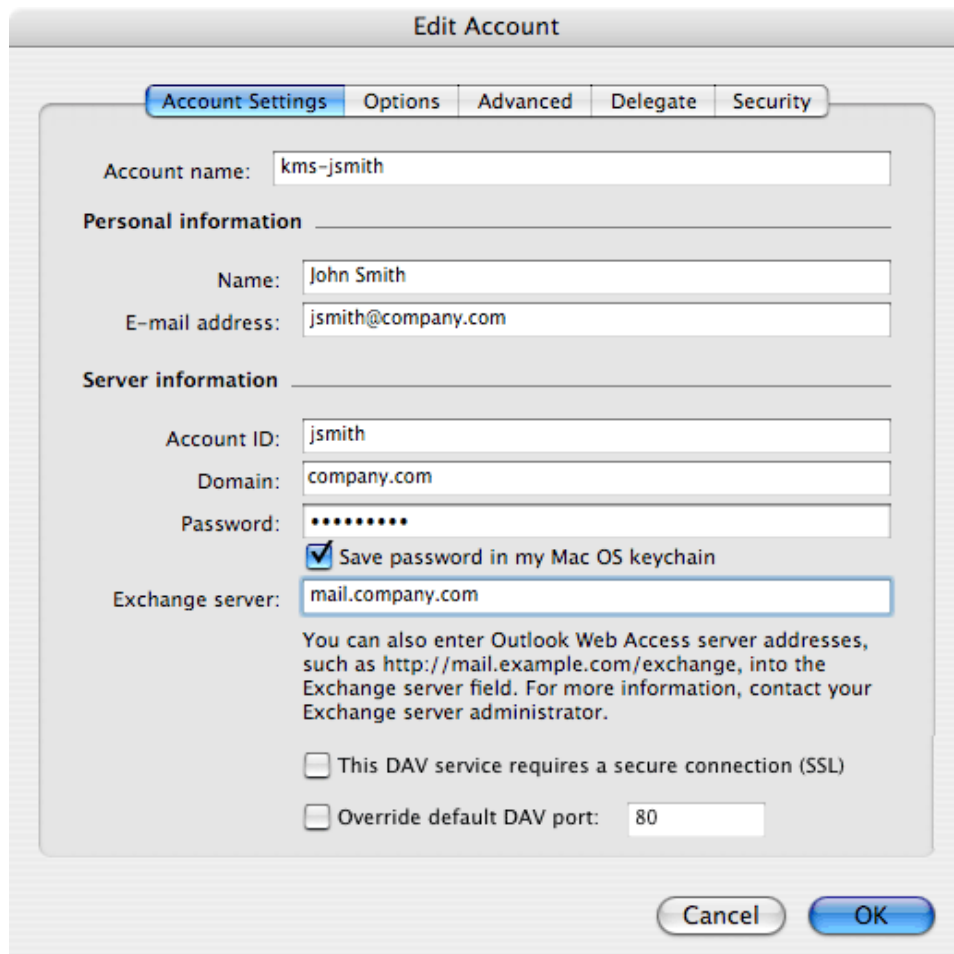 Edit Account
Account Settings Options Advanced Delegate Security
Account name: kms-jsmith
Personal information
Name: John Smith
E-mail address: jsmith@company.com
Server information
Account ID: jsmith
Domain: company.com
Password: •••••••••
Save password in my Mac OS keychain
Exchange server: mail.company.com
You can also enter Outlook Web Access server addresses,
such as http://mail.example.com/exchange, into the
Exchange server field. For more information, contact your
Exchange server administrator.
This DAV service requires a secure connection (SSL)
Override default DAV port: 80
Cancel OK